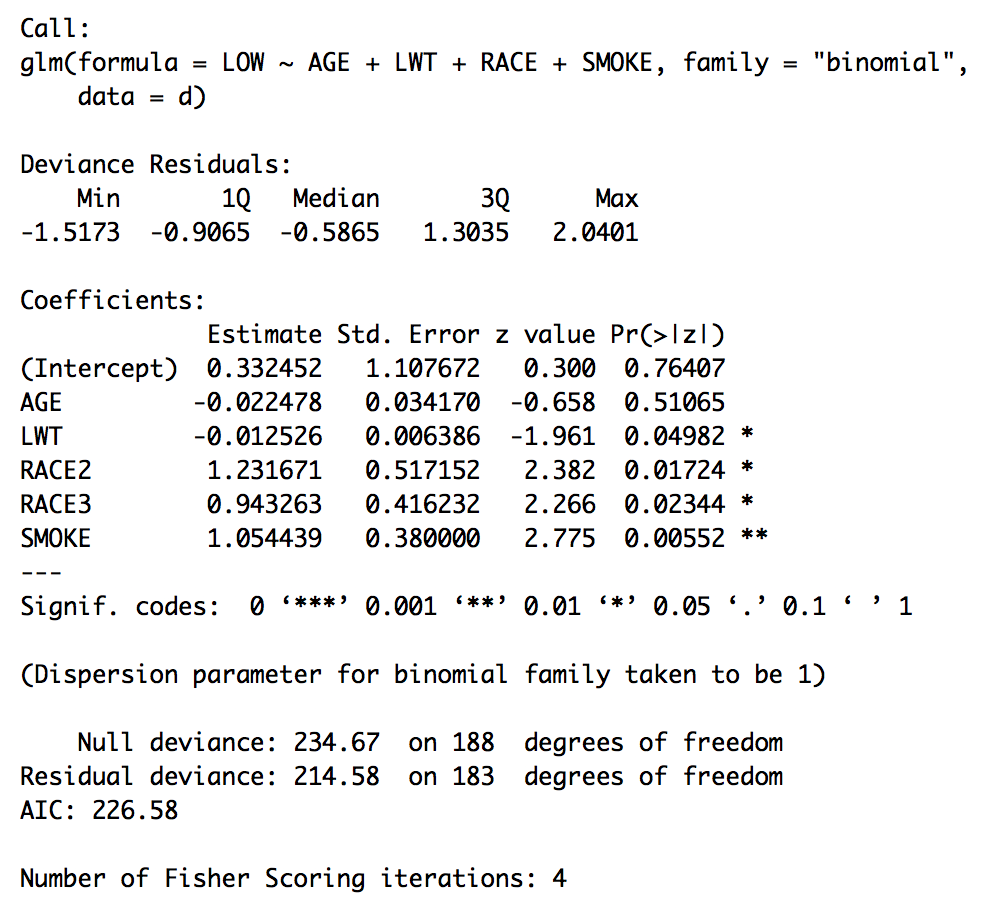 Call:
glm(formula = LOW ~ AGE + LWT + RACE + SMOKE, family = "binomial",
    data = d)

Deviance Residuals:
    Min       1Q   Median       3Q      Max
-1.5173  -0.9065  -0.5865   1.3035   2.0401

Coefficients:
             Estimate Std. Error z value Pr(>|z|)
(Intercept)  0.332452   1.107672   0.300  0.76407
AGE         -0.022478   0.034170  -0.658  0.51065
LWT         -0.012526   0.006386  -1.961  0.04982 *
RACE2        1.231671   0.517152   2.382  0.01724 *
RACE3        0.943263   0.416232   2.266  0.02344 *
SMOKE        1.054439   0.380000   2.775  0.00552 **
---
Signif. codes:  0 ‘***’ 0.001 ‘**’ 0.01 ‘*’ 0.05 ‘.’ 0.1 ‘ ’ 1

(Dispersion parameter for binomial family taken to be 1)

    Null deviance: 234.67  on 188  degrees of freedom
Residual deviance: 214.58  on 183  degrees of freedom
AIC: 226.58

Number of Fisher Scoring iterations: 4